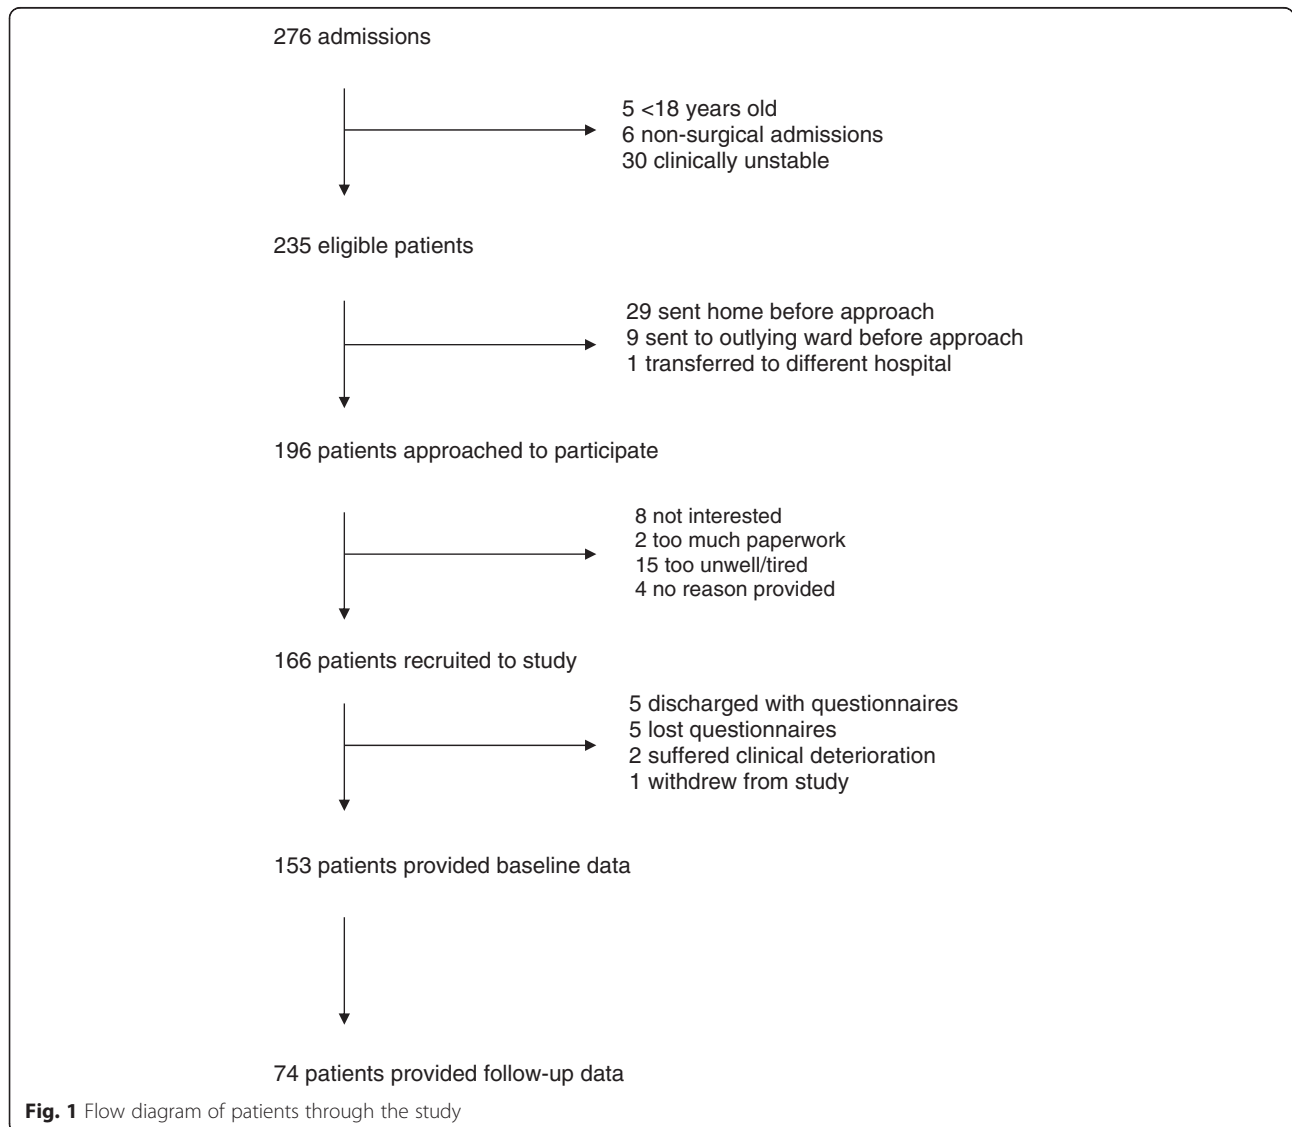 276 admissions
5 <18 years old
6 non-surgical admissions
30 clinically unstable
235 eligible patients
29 sent home before approach
9 sent to outlying ward before approach
1 transferred to different hospital
196 patients approached to participate
8 not interested
2 too much paperwork
15 too unwell/tired
4 no reason provided
166 patients recruited to study
5 discharged with questionnaires
5 lost questionnaires
2 suffered clinical deterioration
1 withdrew from study
153 patients provided baseline data
74 patients provided follow-up data
Fig. 1 Flow diagram of patients through the study